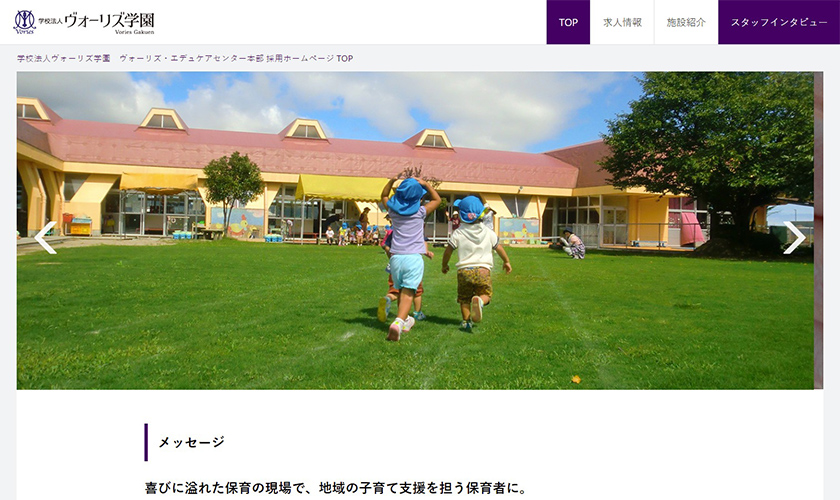 Vories
学校法人 ヴォーリズ学園
Vories Gakuen
TOP
求人情報
施設紹介
スタッフインタビュー
学校法人ヴォーリズ学園 ヴォーリズ・エデュケアセンター本部 採用ホームページ TOP
メッセージ
喜びに溢れた保育の現場で、地域の子育て支援を担う保育者に。